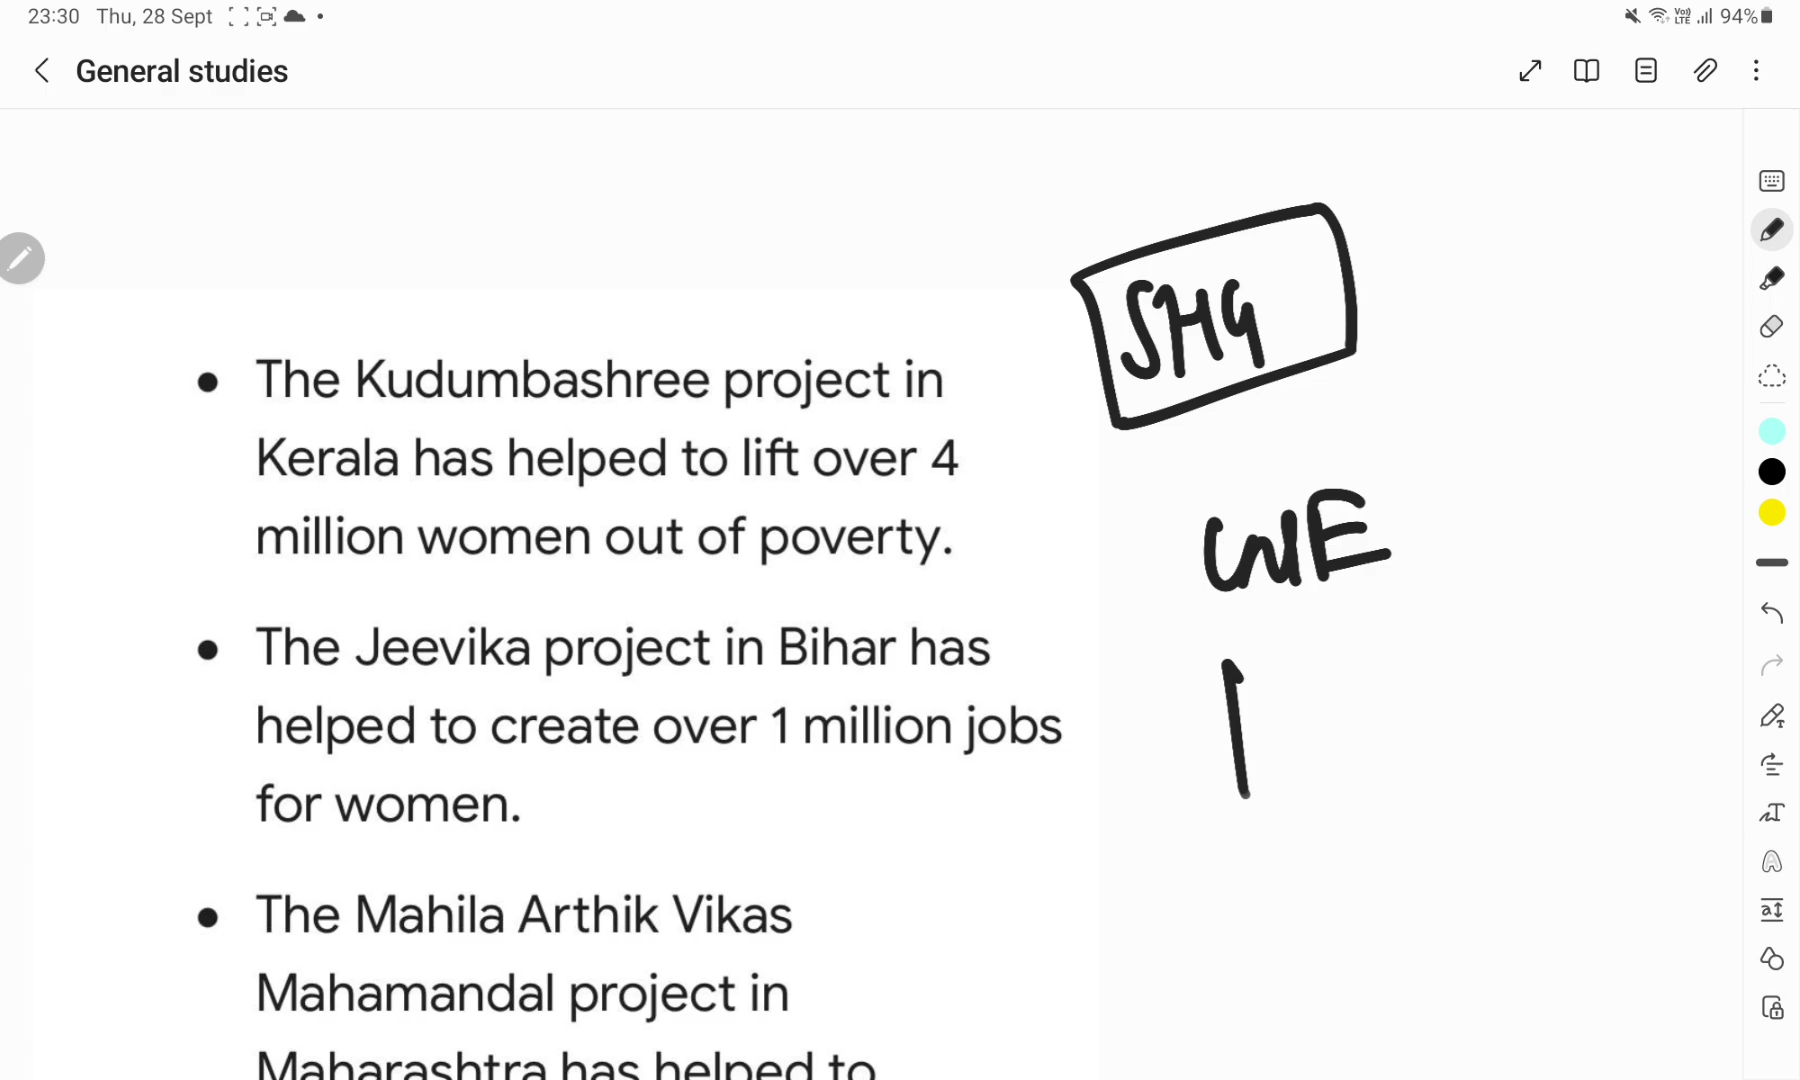 23:30 Thu, 28 Sept
VoI) LTE 94%
General studies
• The Kudumbashree project in
Kerala has helped to lift over 4
million women out of poverty.
• The Jeevika project in Bihar has
helped to create over 1 million jobs
for women.
• The Mahila Arthik Vikas
Mahamandal project in
Maharashtra has helped to
SHG
WE